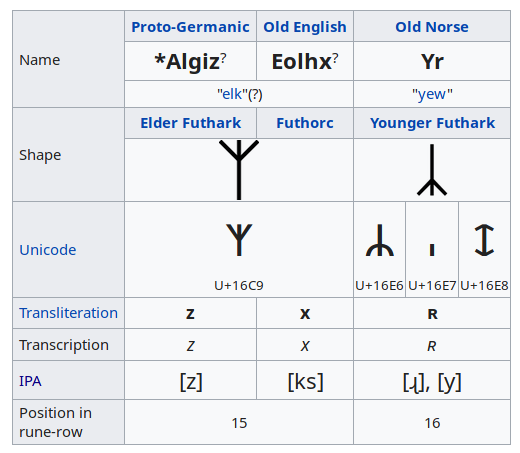 Name
Proto-Germanic Old English Old Norse
*Algiz? Eolhx? Yr
"elk"(?) "yew"
Shape
Elder Futhark Futhorc Younger Futhark
ᛉ ᛦ
Unicode
ᛉ ᛦ ᛧ ᛨ
U+16C9 U+16E6 U+16E7 U+16E8
Transliteration z x ʀ
Transcription z x ʀ
IPA [z] [ks] [ɻ], [y]
Position in
rune-row
15 16